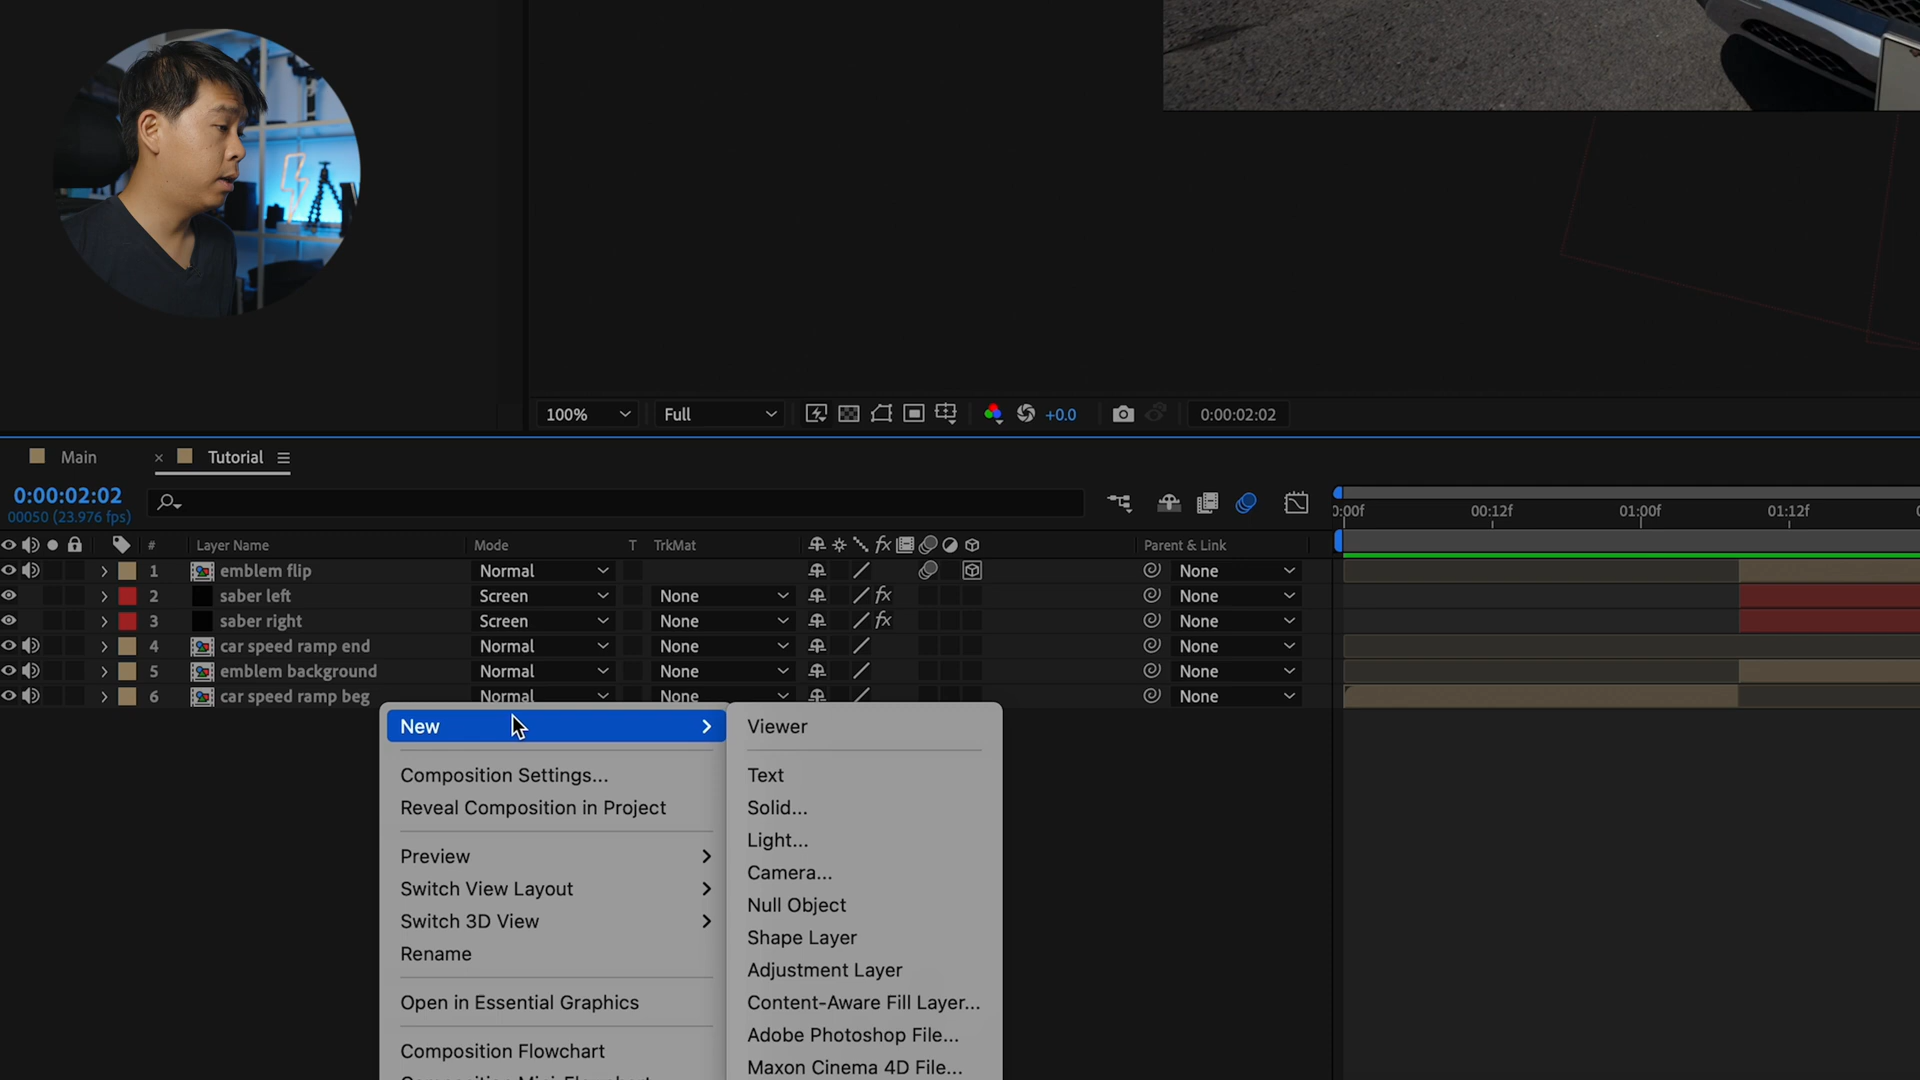 100% Full +0.0 0:00:02:02
Main × Tutorial
0:00:02:02
00050 (23.976 fps)
00:12f 01:00f 01:12f
# Layer Name Mode T TrkMat fx Parent & Link
1 emblem flip Normal None
2 saber left Screen None fx None
3 saber right Screen None fx None
4 car speed ramp end Normal None None
5 emblem background Normal None None
6 car speed ramp beg Normal None None
New
Composition Settings...
Reveal Composition in Project
Preview
Switch View Layout
Switch 3D View
Rename
Open in Essential Graphics
Composition Flowchart
Viewer
Text
Solid...
Light...
Camera...
Null Object
Shape Layer
Adjustment Layer
Content-Aware Fill Layer...
Adobe Photoshop File...
Maxon Cinema 4D File...